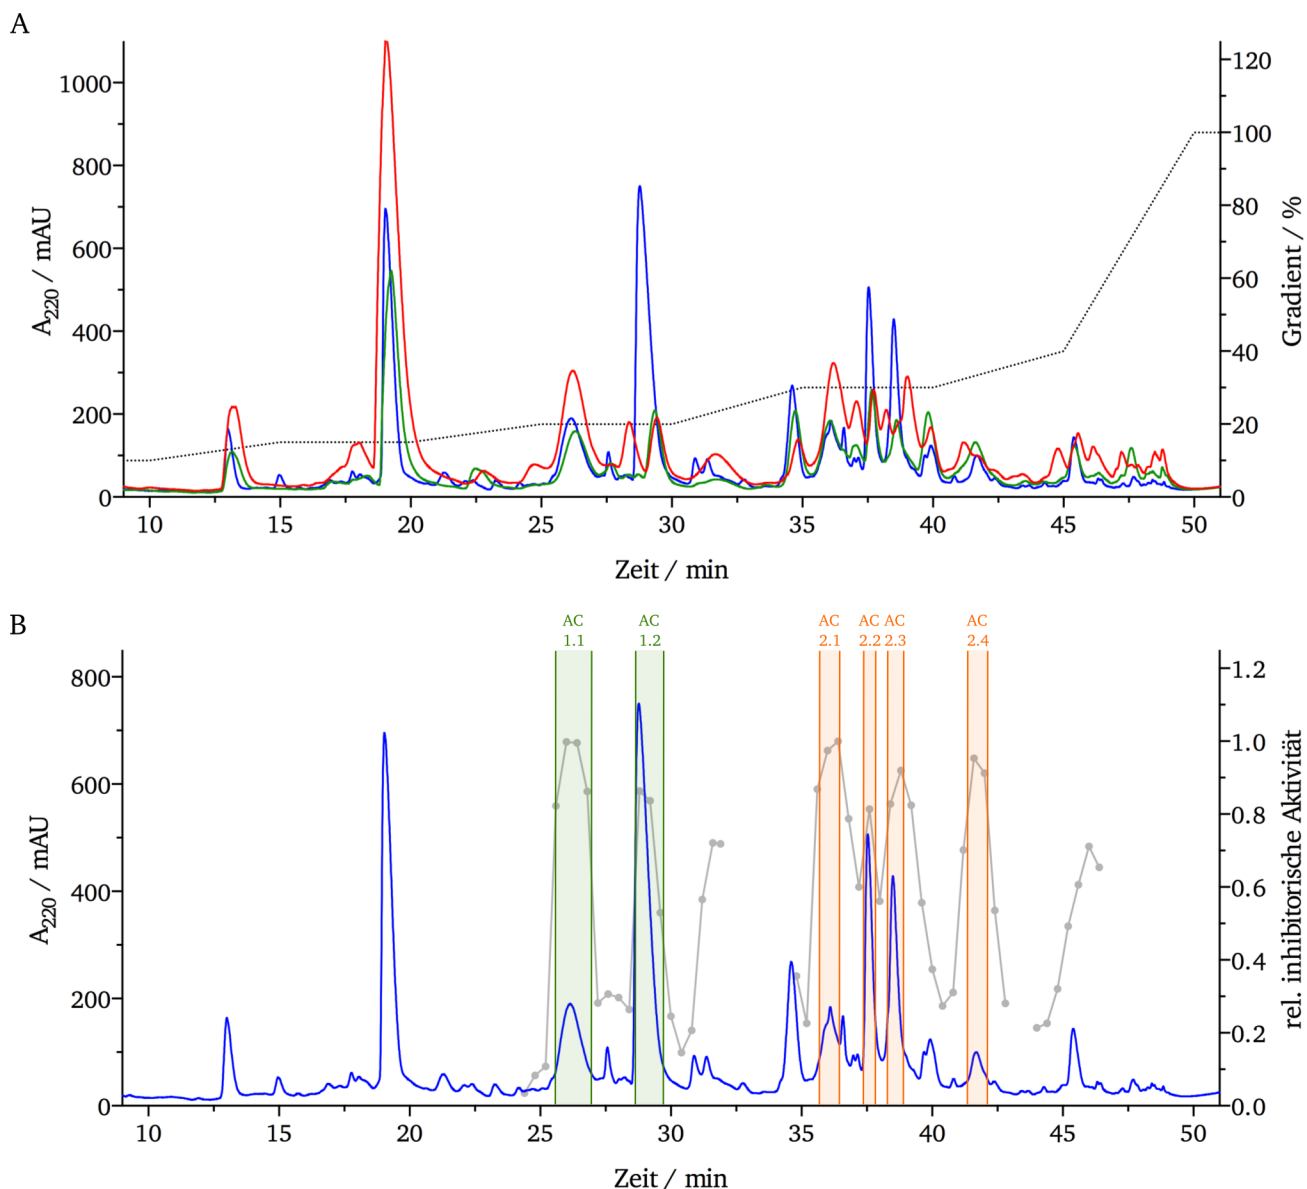 A
1000
800
600
400
200
0
A220 / mAU
120
100
80
60
40
20
0
Gradient / %
10 15 20 25 30 35 40 45 50
Zeit / min
B
AC 1.1
AC 1.2
AC 2.1
AC 2.2
AC 2.3
AC 2.4
800
600
400
200
0
A220 / mAU
1.2
1.0
0.8
0.6
0.4
0.2
0.0
rel. inhibitorische Aktivität
10 15 20 25 30 35 40 45 50
Zeit / min